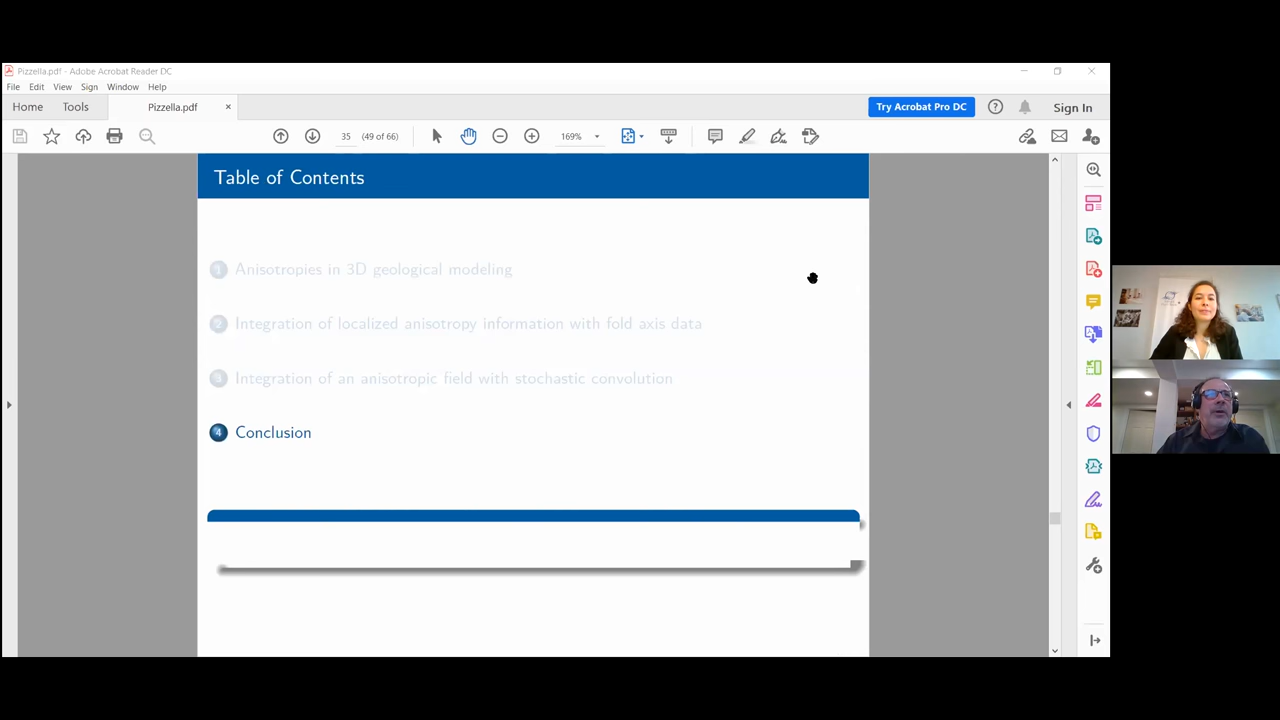 Pizzella.pdf - Adobe Acrobat Reader DC
File Edit View Sign Window Help
Home Tools Pizzella.pdf × Try Acrobat Pro DC Sign In
35 (49 of 66) 169%
Table of Contents
1 Anisotropies in 3D geological modeling
2 Integration of localized anisotropy information with fold axis data
3 Integration of an anisotropic field with stochastic convolution
4 Conclusion